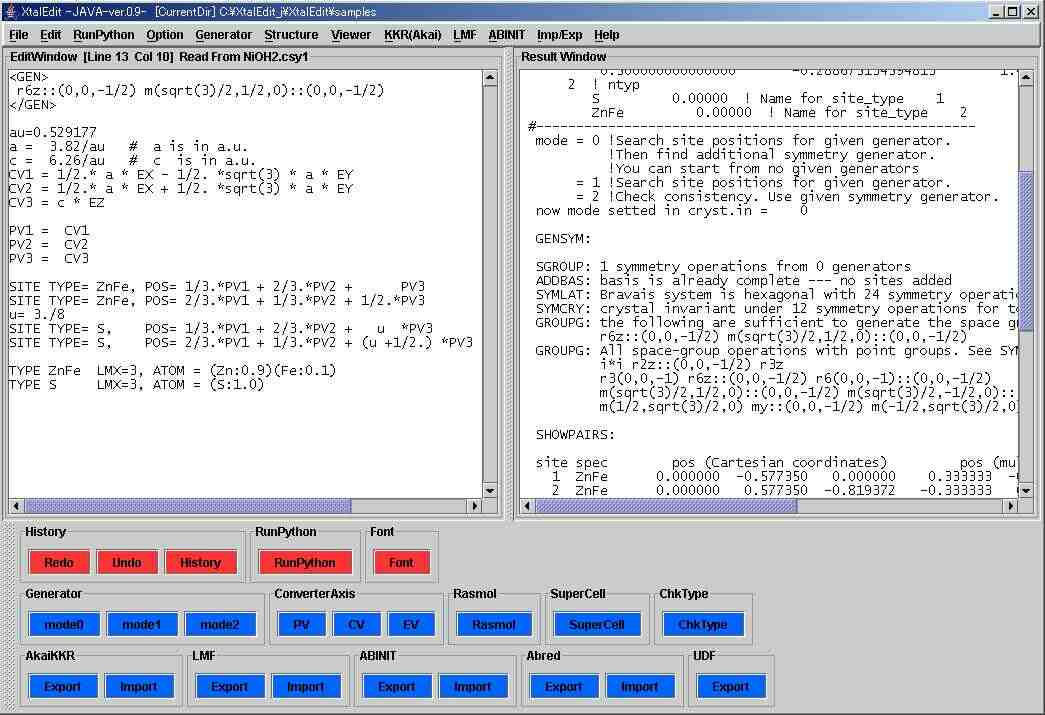 XtalEdit -JAVA-ver.0.9- [CurrentDir] C:¥XtalEdit_j¥XtalEdit¥samples
File Edit RunPython Option Generator Structure Viewer KKR(Akai) LMF ABINIT Imp/Exp Help
EditWindow [Line 13 Col 10] Read From NiOH2.csy1
<GEN>
r6z::(0,0,-1/2) m(sqrt(3)/2,1/2,0)::(0,0,-1/2)
</GEN>
au=0.529177
a = 3.82/au # a is in a.u.
c = 6.26/au # c is in a.u.
CV1 = 1/2.* a * EX - 1/2. *sqrt(3) * a * EY
CV2 = 1/2.* a * EX + 1/2. *sqrt(3) * a * EY
CV3 = c * EZ
PV1 = CV1
PV2 = CV2
PV3 = CV3
SITE TYPE= ZnFe, POS= 1/3.*PV1 + 2/3.*PV2 + PV3
SITE TYPE= ZnFe, POS= 2/3.*PV1 + 1/3.*PV2 + 1/2.*PV3
u= 3./8
SITE TYPE= S, POS= 1/3.*PV1 + 2/3.*PV2 + u *PV3
SITE TYPE= S, POS= 2/3.*PV1 + 1/3.*PV2 + (u +1/2.) *PV3
TYPE ZnFe LMX=3, ATOM = (Zn:0.9)(Fe:0.1)
TYPE S LMX=3, ATOM = (S:1.0)
Result Window
2 ! ntyp
S 0.00000 ! Name for site_type 1
ZnFe 0.00000 ! Name for site_type 2
#-------------------------------------------------------
mode = 0 !Search site positions for given generator.
!Then find additional symmetry generator.
!You can start from no given generators
= 1 !Search site positions for given generator.
= 2 !Check consistency. Use given symmetry generator.
now mode setted in cryst.in = 0
GENSYM:
SGROUP: 1 symmetry operations from 0 generators
ADDBAS: basis is already complete --- no sites added
SYMLAT: Bravais system is hexagonal with 24 symmetry operatio
SYMCRY: crystal invariant under 12 symmetry operations for to
GROUPG: the following are sufficient to generate the space g
r6z::(0,0,-1/2) m(sqrt(3)/2,1/2,0)::(0,0,-1/2)
GROUPG: All space-group operations with point groups. See SYM
i*i r2z::(0,0,-1/2) r3z
r3(0,0,-1) r6z::(0,0,-1/2) r6(0,0,-1)::(0,0,-1/2)
m(sqrt(3)/2,1/2,0)::(0,0,-1/2) m(sqrt(3)/2,-1/2,0)::
m(1/2,sqrt(3)/2,0) my::(0,0,-1/2) m(-1/2,sqrt(3)/2,0)
SHOWPAIRS:
site spec pos (Cartesian coordinates) pos (mul
1 ZnFe 0.000000 -0.577350 0.000000 0.333333 -0
2 ZnFe 0.000000 0.577350 -0.819372 -0.333333
History RunPython Font
Redo Undo History RunPython Font
Generator ConverterAxis Rasmol SuperCell ChkType
mode0 mode1 mode2 PV CV EV Rasmol SuperCell ChkType
AkaiKKR LMF ABINIT Abred UDF
Export Import Export Import Export Import Export Import Export